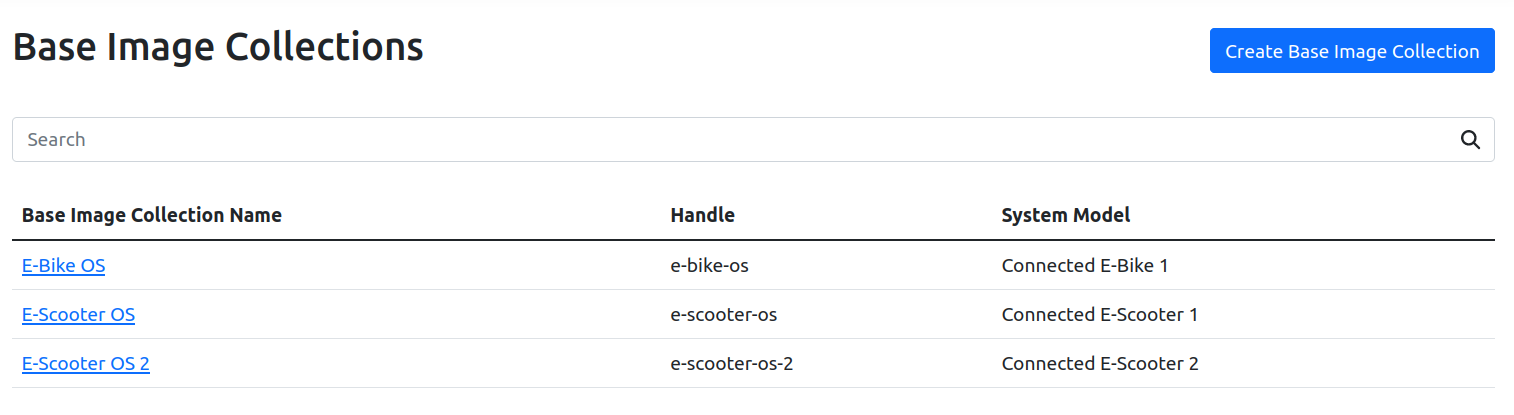 Base Image Collections
Create Base Image Collection
Search
Base Image Collection Name Handle System Model
E-Bike OS e-bike-os Connected E-Bike 1
E-Scooter OS e-scooter-os Connected E-Scooter 1
E-Scooter OS 2 e-scooter-os-2 Connected E-Scooter 2